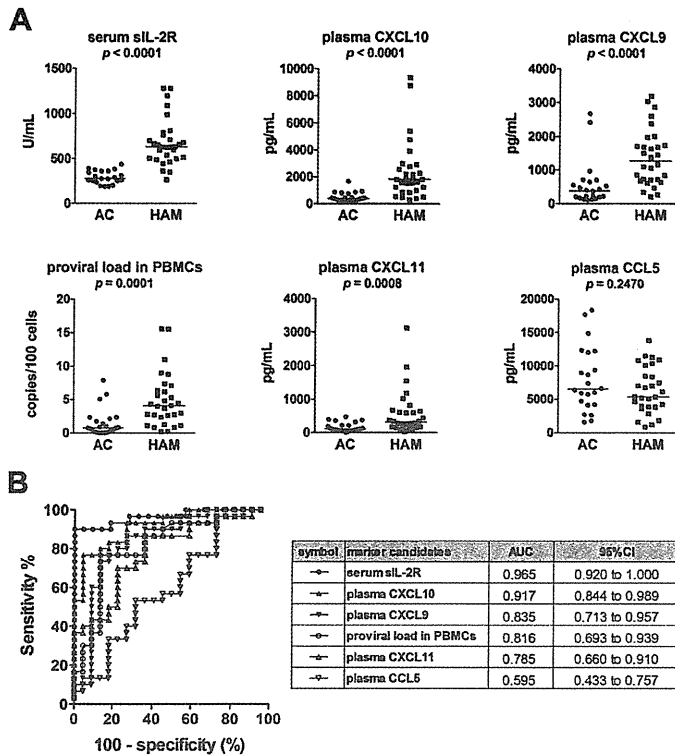 A
serum sIL-2R
p < 0.0001
U/mL
1500
1000
500
0
AC HAM
plasma CXCL10
p < 0.0001
pg/mL
10000
8000
6000
4000
2000
0
AC HAM
plasma CXCL9
p < 0.0001
pg/mL
4000
3000
2000
1000
0
AC HAM
proviral load in PBMCs
p = 0.0001
copies/100 cells
20
15
10
5
0
AC HAM
plasma CXCL11
p = 0.0008
pg/mL
4000
3000
2000
1000
0
AC HAM
plasma CCL5
p = 0.2470
pg/mL
20000
15000
10000
5000
0
AC HAM
B
Sensitivity %
100
80
60
40
20
0
0 20 40 60 80 100
100 - specificity (%)
symbol marker candidates AUC 95%CI
serum sIL-2R 0.965 0.920 to 1.000
plasma CXCL10 0.917 0.844 to 0.989
plasma CXCL9 0.835 0.713 to 0.957
proviral load in PBMCs 0.816 0.693 to 0.939
plasma CXCL11 0.785 0.660 to 0.910
plasma CCL5 0.595 0.433 to 0.757